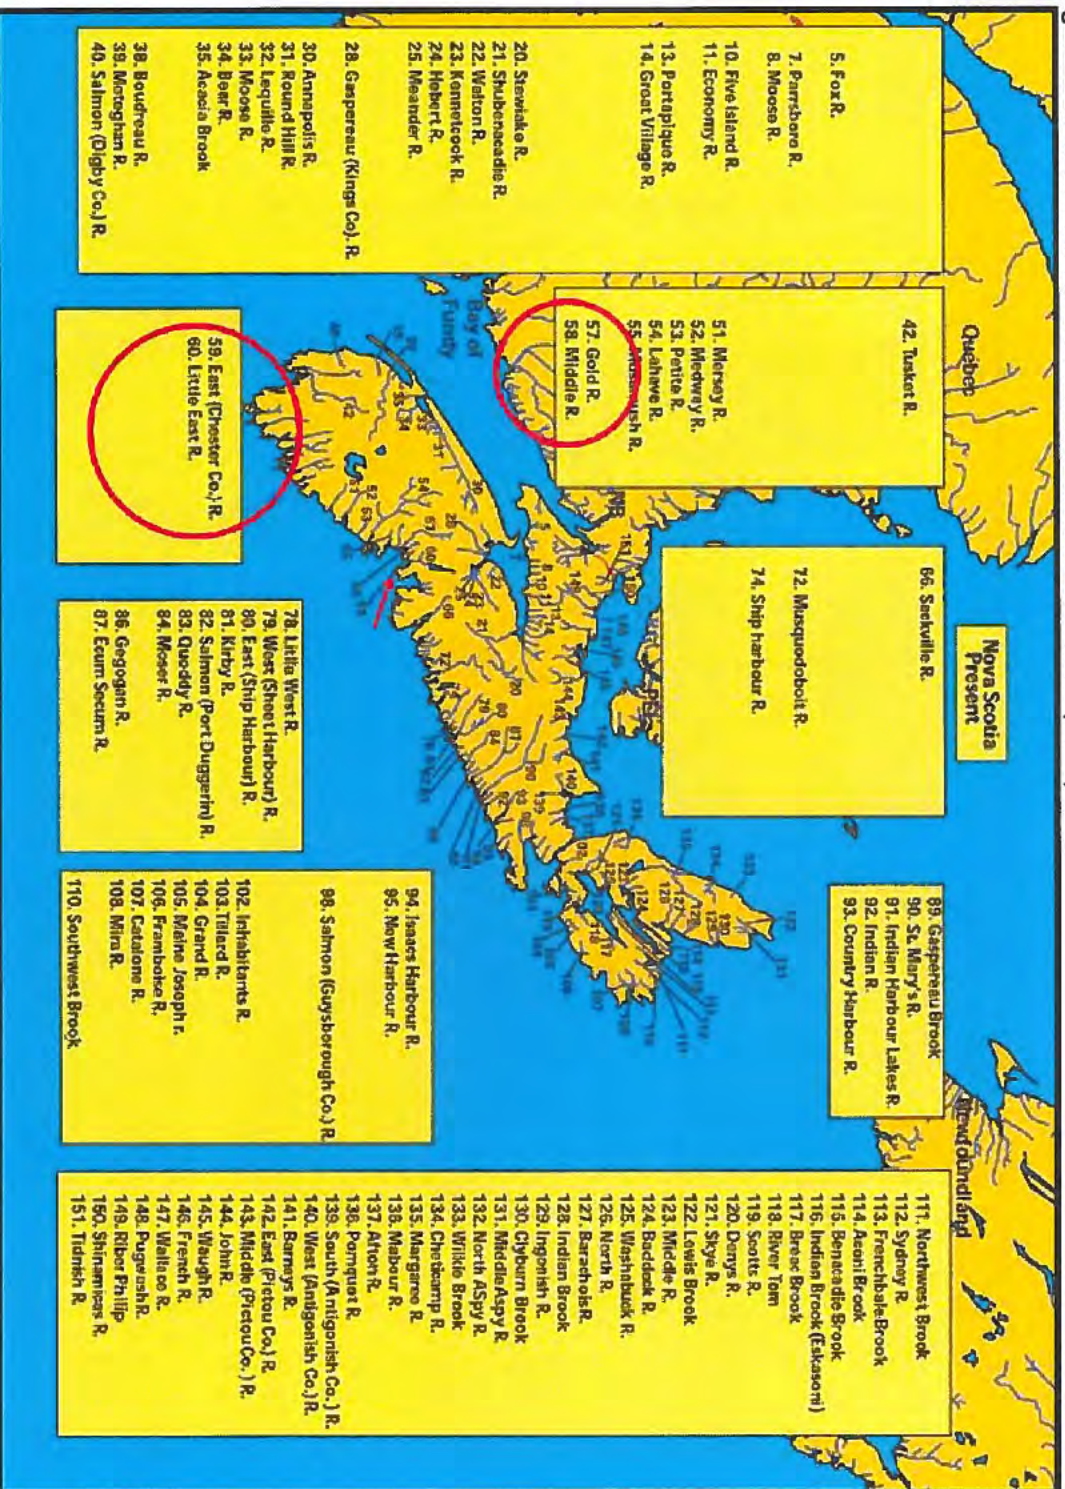 Nova Scotia
Present
Quebec
Newfoundland
Bay of
Fundy
NB
PEI
5. Fox R.
7. Parrsboro R.
8. Moose R.
10. Five Island R.
11. Economy R.
13. Portapique R.
14. Great Village R.
20. Stewiake R.
21. Shubenacadie R.
22. Walton R.
23. Kennetcook R.
24. Hebert R.
25. Meander R.
28. Gaspereau (Kings Co). R.
30. Annapolis R.
31. Round Hill R.
32. Lequille R.
33. Moose R.
34. Bear R.
35. Acacia Brook
38. Boudreau R.
39. Meteghan R.
40. Salmon (Digby Co.) R.
42. Tusket R.
51. Mersey R.
52. Medway R.
53. Petite R.
54. Lahave R.
55. Mushmush R.
57. Gold R.
58. Middle R.
59. East (Chester Co.) R.
60. Little East R.
66. Sackville R.
72. Musquodoboit R.
74. Ship harbour R.
78. Little West R.
79. West (Sheet Harbour) R.
80. East (Ship Harbour) R.
81. Kirby R.
82. Salmon (Port Duggerin) R.
83. Quoddy R.
84. Moser R.
86. Gegogan R.
87. Ecum Secum R.
89. Gaspereau Brook
90. St. Mary's R.
91. Indian Harbour Lakes R.
92. Indian R.
93. Country Harbour R.
94. Isaacs Harbour R.
95. New Harbour R.
98. Salmon (Guysborough Co.) R.
102. Inhabitants R.
103. Tillard R.
104. Grand R.
105. Maine Joseph r.
106. Framboise R.
107. Catalone R.
108. Mira R.
110. Southwest Brook
111. Northwest Brook
112. Sydney R.
113. Frenchbale Brook
114. Aconi Brook
115. Benacadie Brook
116. Indian Brook (Eskasoni)
117. Breac Brook
118. River Tom
119. Scotts R.
120. Denys R.
121. Skye R.
122. Lewis Brook
123. Middle R.
124. Baddeck R.
125. Washabuck R.
126. North R.
127. Barachois R.
128. Indian Brook
129. Ingonish R.
130. Clyburn Brook
131. Middle Aspy R.
132. North ASpy R.
133. Wilkie Brook
134. Cheticamp R.
135. Margaree R.
136. Mabour R.
137. Afton R.
138. Pomquet R.
139. South (Antigonish Co.) R.
140. West (Antigonish Co.) R.
141. Barneys R.
142. East (Pictou Co.) R.
143. Middle (Pictou Co.) R.
144. John R.
145. Waugh R.
146. French R.
147. Wallace R.
148. Pugwash R.
149. River Philip
150. Shinamicas R.
151. Tidnish R.